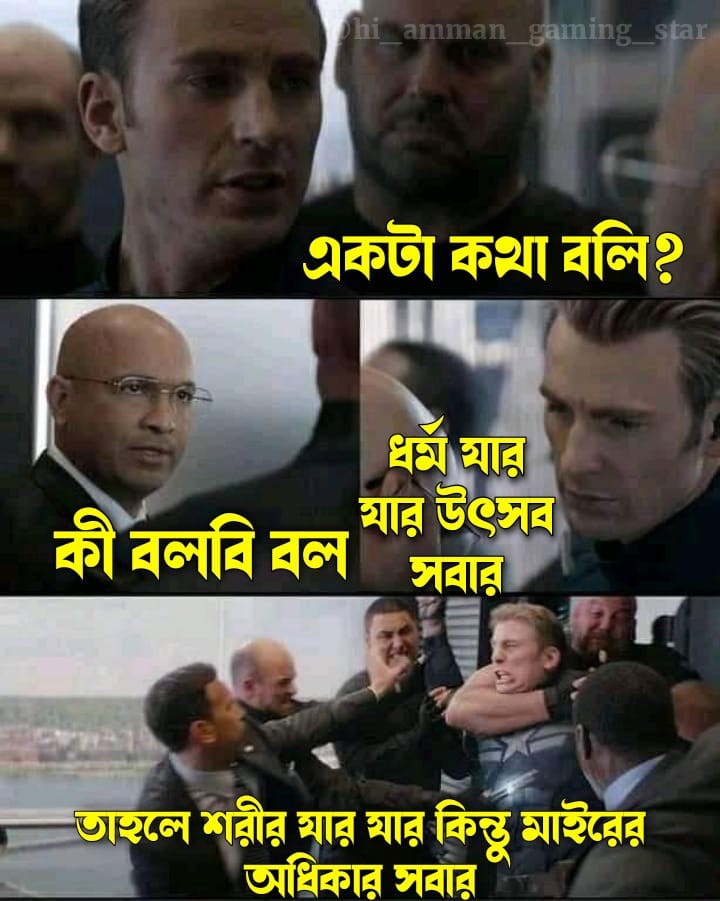 @hi_amman_gaming_star
একটা কথা বলি?
কী বলবি বল
ধর্ম যার
যার উৎসব
সবার
তাহলে শরীর যার যার কিন্তু মাইরের
অধিকার সবার